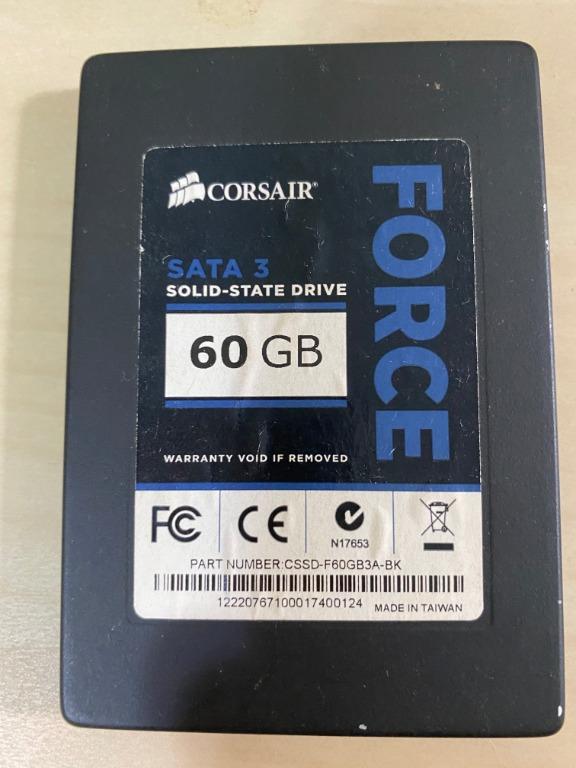 CORSAIR®
FORCE
SATA 3
SOLID-STATE DRIVE
60 GB
WARRANTY VOID IF REMOVED
FC CE
N17653
PART NUMBER:CSSD-F60GB3A-BK
12220767100017400124 MADE IN TAIWAN